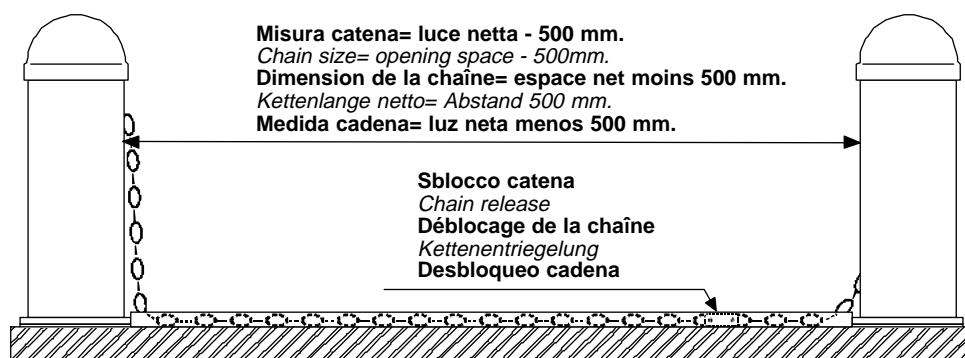 Misura catena= luce netta - 500 mm.
Chain size= opening space - 500mm.
Dimension de la chaîne= espace net moins 500 mm.
Kettenlange netto= Abstand 500 mm.
Medida cadena= luz neta menos 500 mm.
Sblocco catena
Chain release
Déblocage de la chaîne
Kettenentriegelung
Desbloqueo cadena